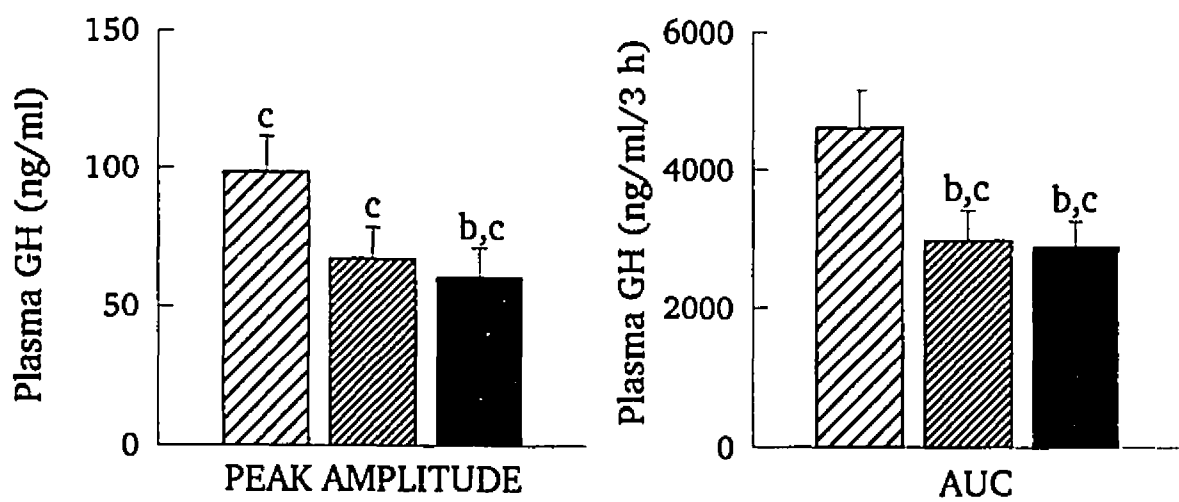 Plasma GH (ng/ml)
150
100
50
0
c
c
b,c
PEAK AMPLITUDE
Plasma GH (ng/ml/3 h)
6000
4000
2000
0
b,c
b,c
AUC